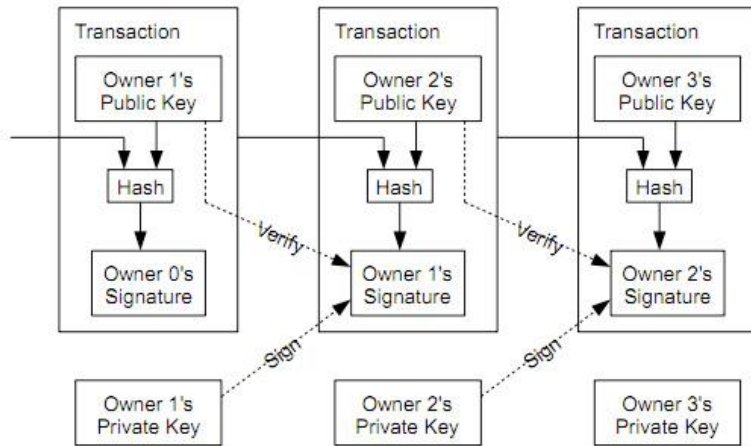 Transaction
Owner 1's
Public Key
Hash
Owner 0's
Signature
Transaction
Owner 2's
Public Key
Hash
Verify
Owner 1's
Signature
Transaction
Owner 3's
Public Key
Hash
Verify
Owner 2's
Signature
Sign
Sign
Owner 1's
Private Key
Owner 2's
Private Key
Owner 3's
Private Key